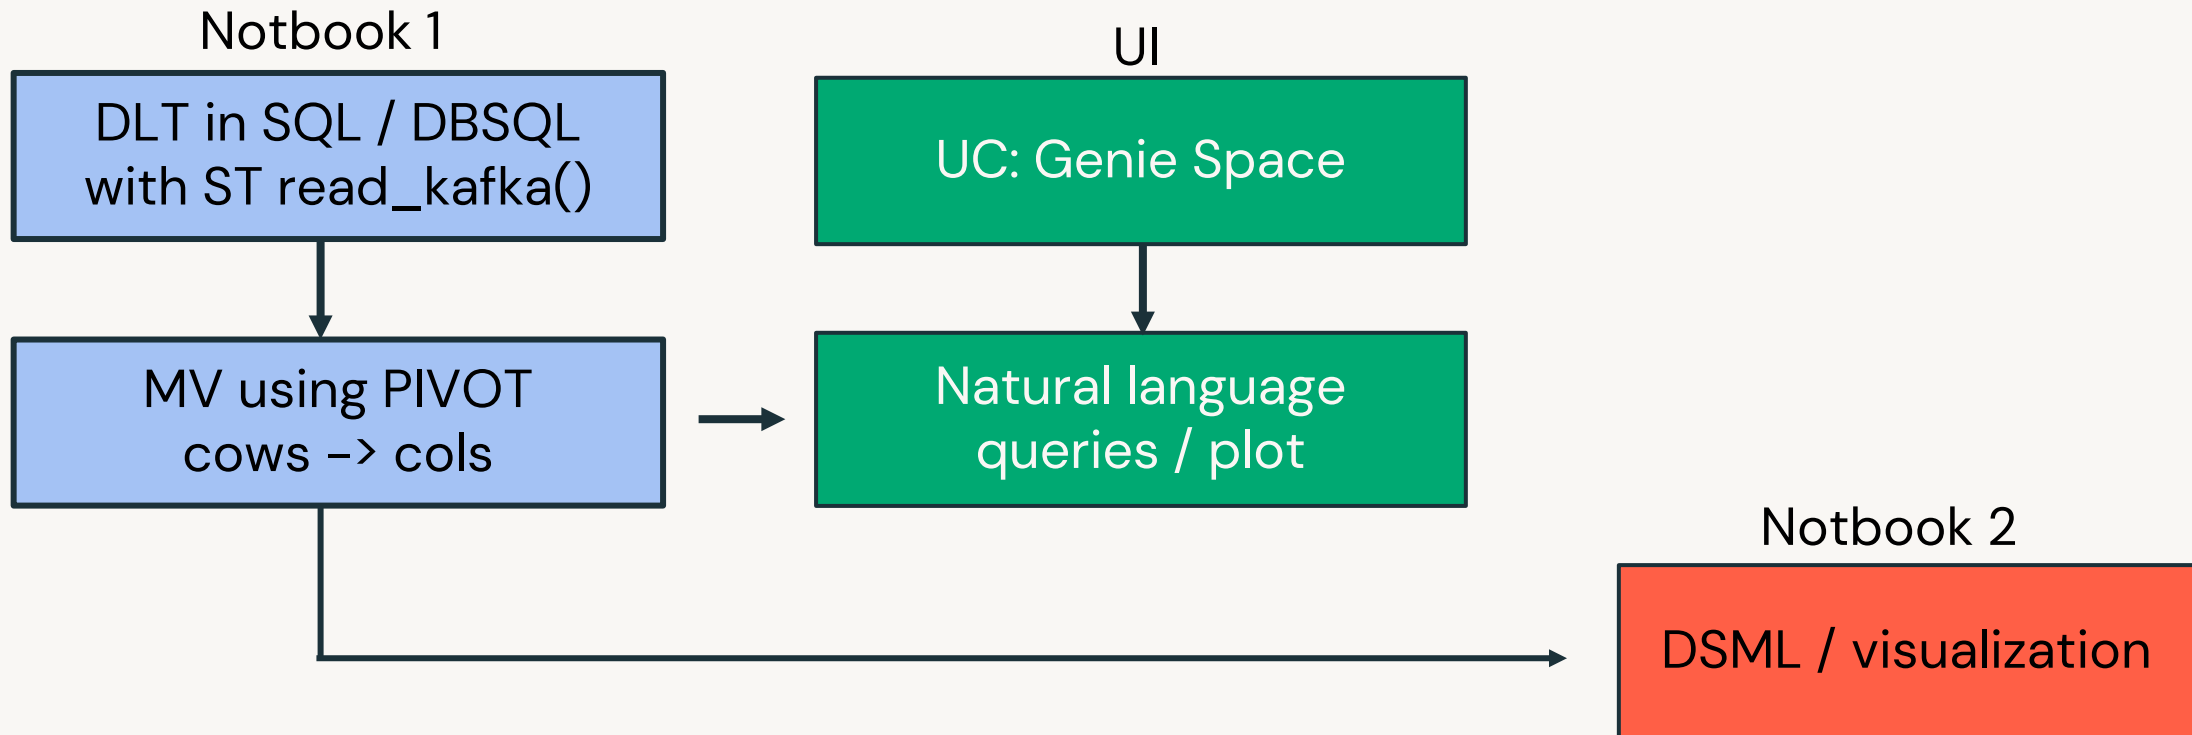 Notbook 1
DLT in SQL / DBSQL
with ST read_kafka()
MV using PIVOT
cows -> cols
UI
UC: Genie Space
Natural language
queries / plot
Notbook 2
DSML / visualization